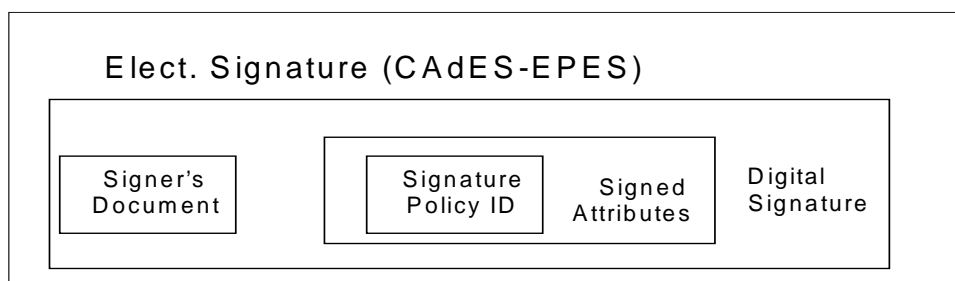 Elect. Signature (CAdES-EPES)
Signer's
Document
Signature
Policy ID
Signed
Attributes
Digital
Signature